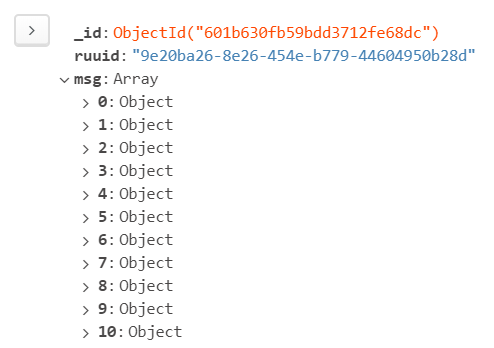 _id: ObjectId("601b630fb59bdd3712fe68dc")
ruuid: "9e20ba26-8e26-454e-b779-44604950b28d"
msg: Array
0: Object
1: Object
2: Object
3: Object
4: Object
5: Object
6: Object
7: Object
8: Object
9: Object
10: Object